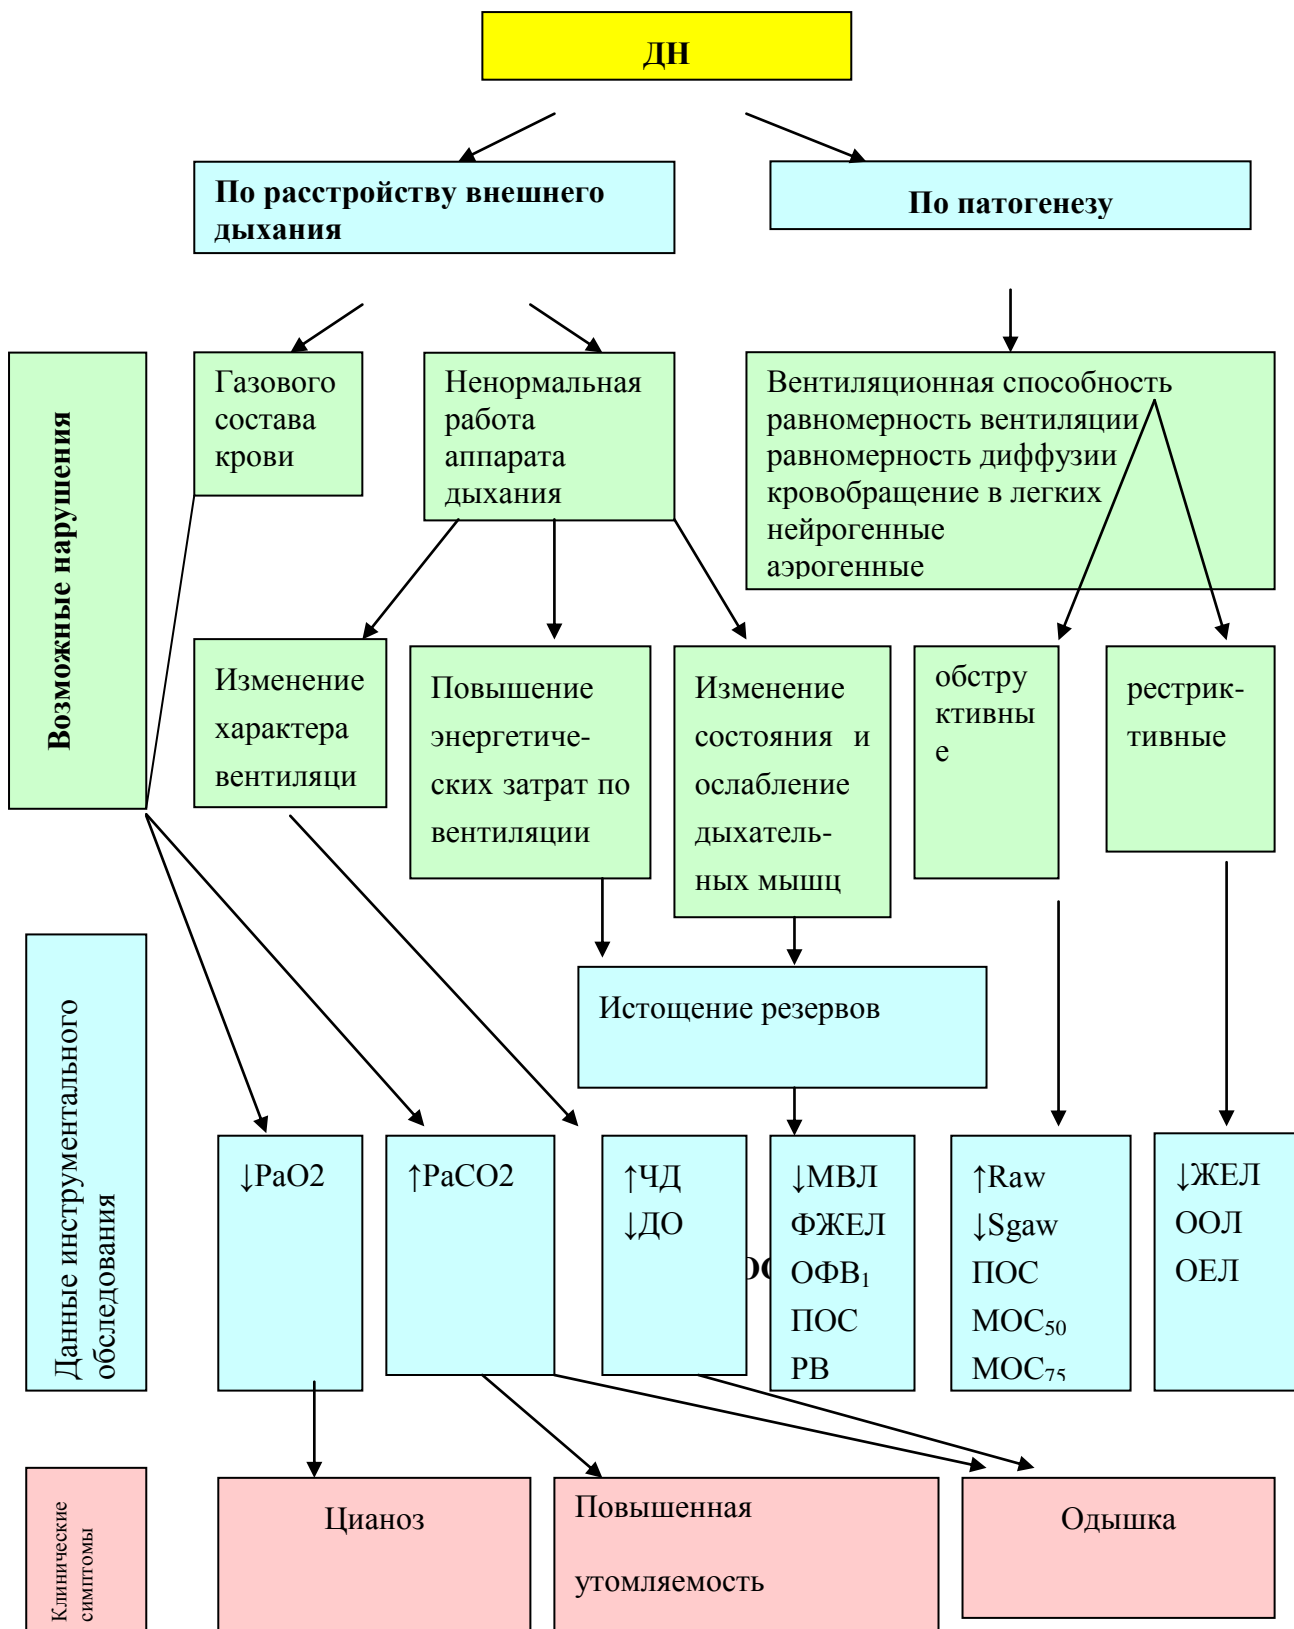 ДН
По расстройству внешнего
дыхания
По патогенезу
Возможные нарушения
Газового
состава
крови
Ненормальная
работа
аппарата
дыхания
Вентиляционная способность
равномерность вентиляции
равномерность диффузии
кровобращение в легких
нейрогенные
аэрогенные
Изменение
характера
вентиляци
Повышение
энергетиче-
ских затрат по
вентиляции
Изменение
состояния и
ослабление
дыхатель-
ных мышц
обстру
ктивны
е
рестрик-
тивные
Данные инструментального
обследования
Истощение резервов
↓PaO2
↑PaCO2
↑ЧД
↓ДО
↓МВЛ
ФЖЕЛ
ОФВ₁
ПОС
РВ
↑Raw
↓Sgaw
ПОС
МОС₅₀
МОС₇₅
↓ЖЕЛ
ООЛ
ОЕЛ
Клинические
симптомы
Цианоз
Повышенная
утомляемость
Одышка